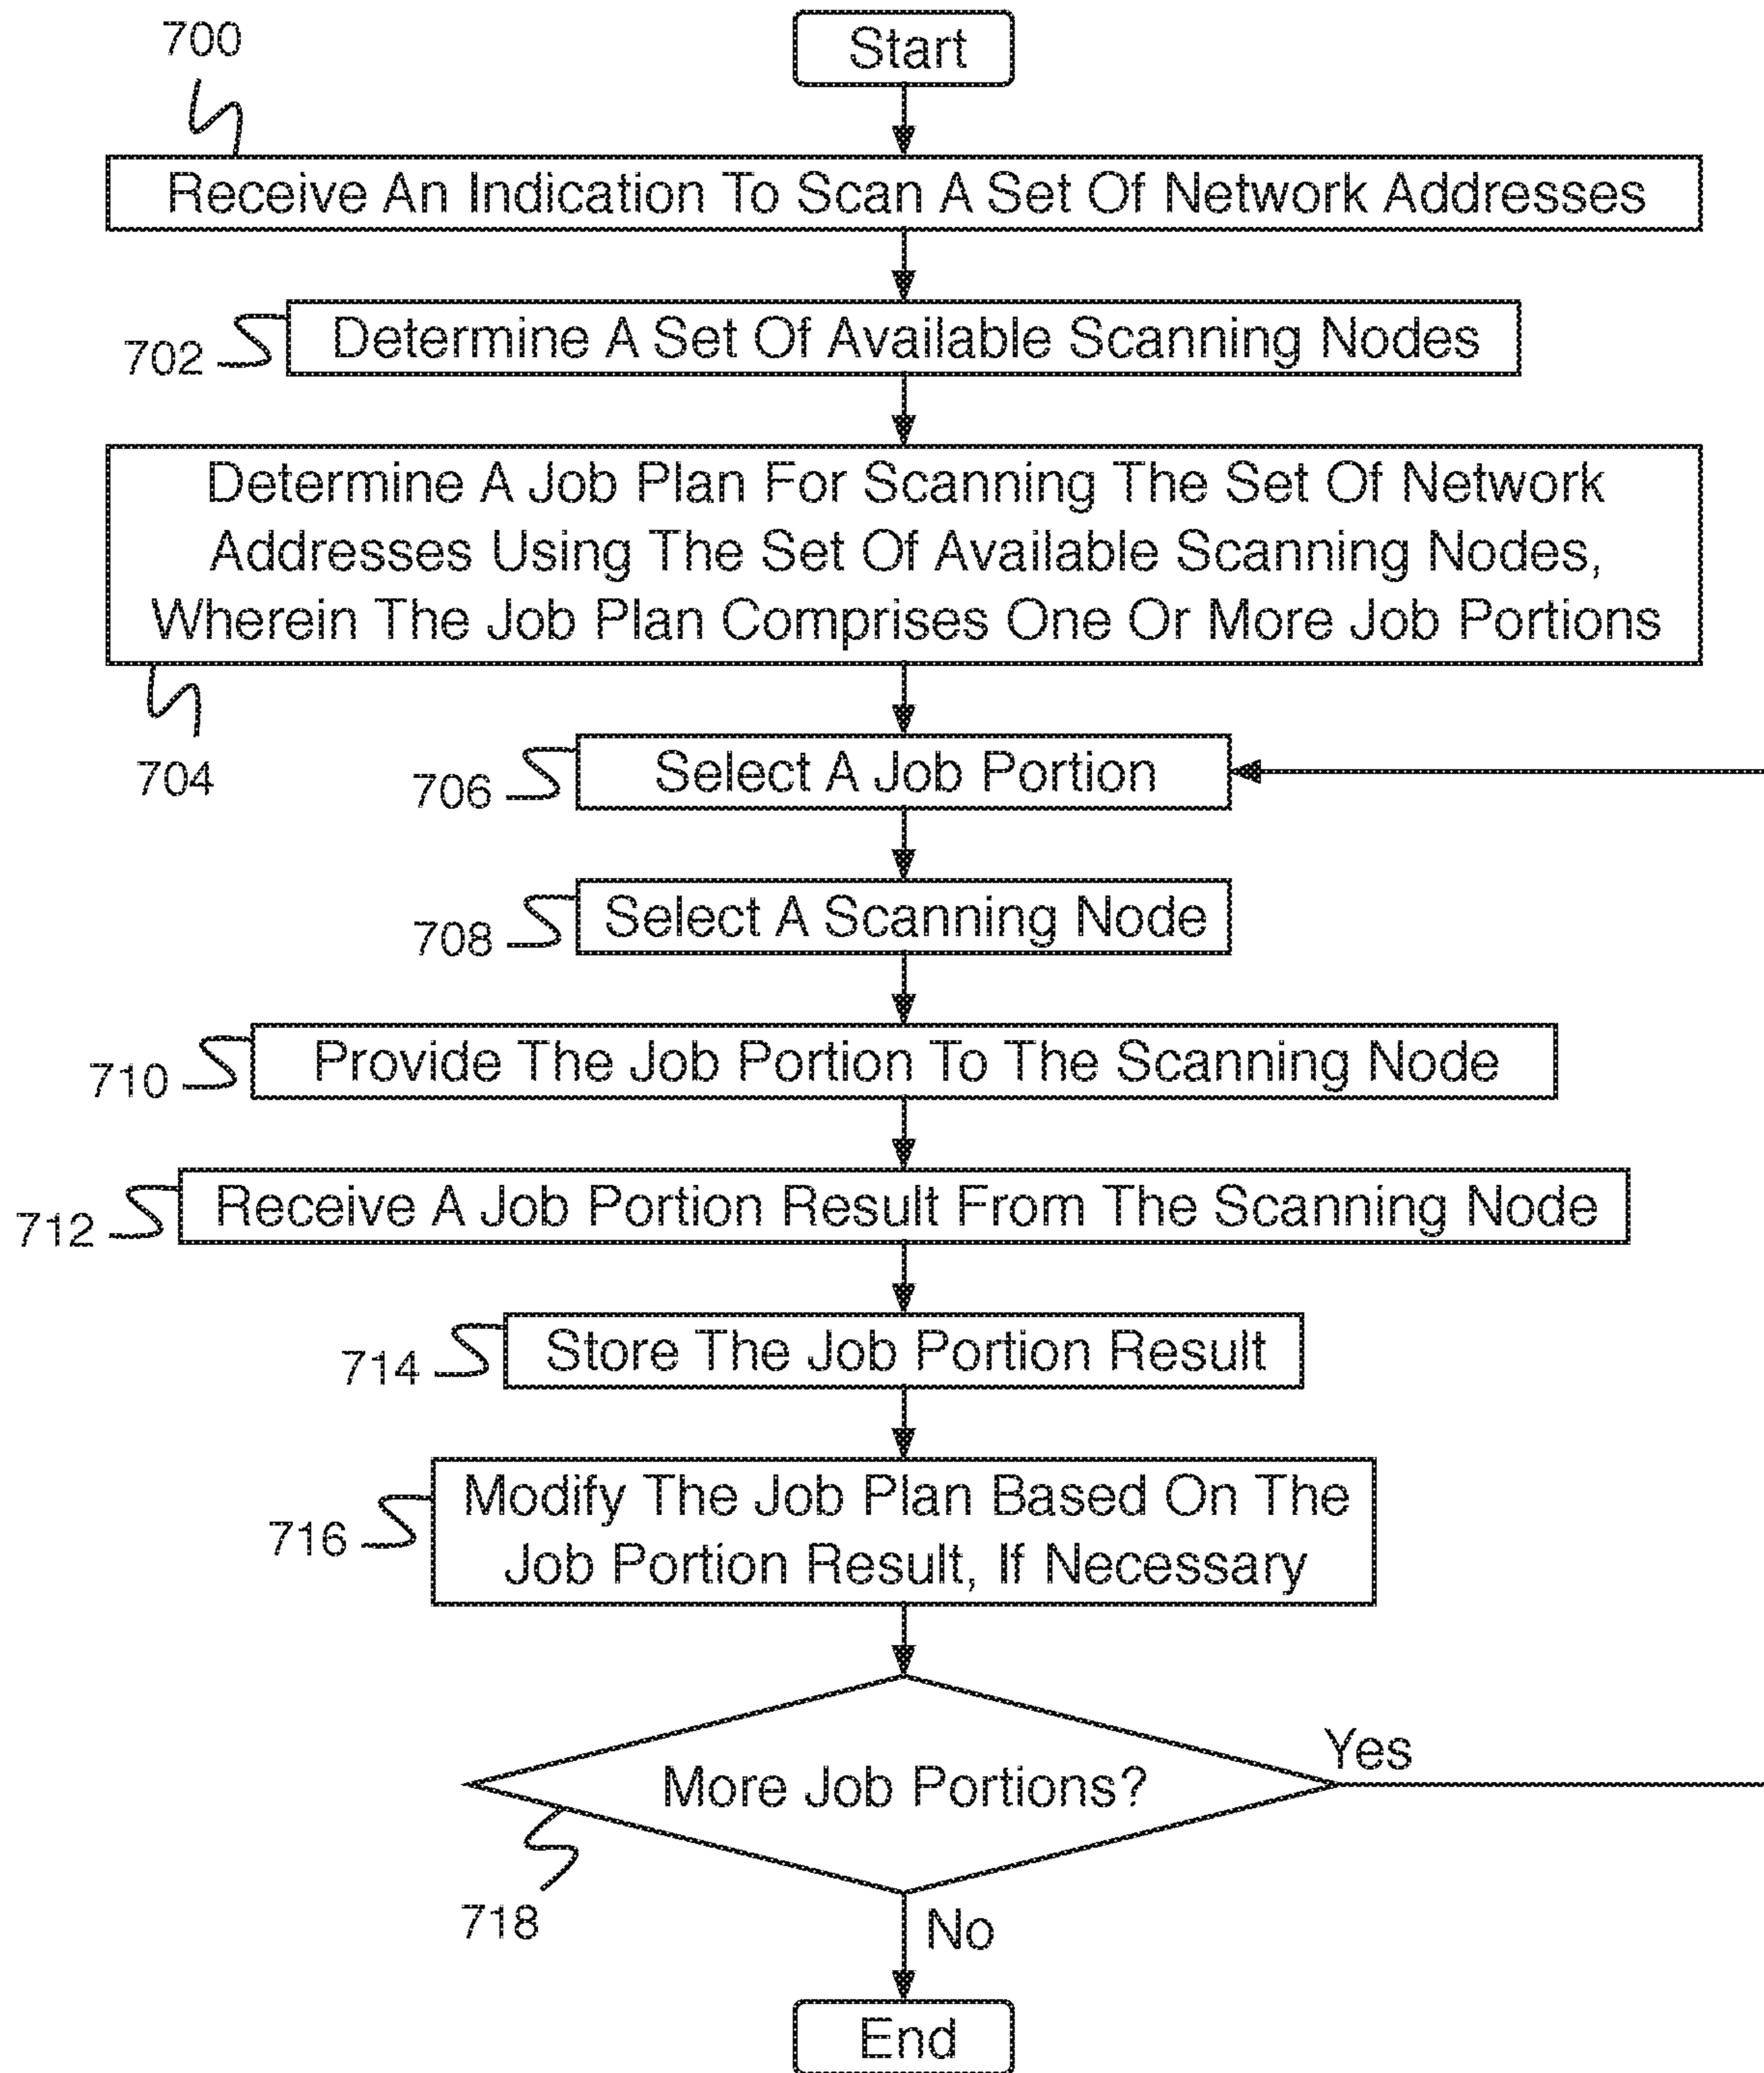 700
Start
Receive An Indication To Scan A Set Of Network Addresses
702
Determine A Set Of Available Scanning Nodes
Determine A Job Plan For Scanning The Set Of Network
Addresses Using The Set Of Available Scanning Nodes,
Wherein The Job Plan Comprises One Or More Job Portions
704
706
Select A Job Portion
708
Select A Scanning Node
710
Provide The Job Portion To The Scanning Node
712
Receive A Job Portion Result From The Scanning Node
714
Store The Job Portion Result
716
Modify The Job Plan Based On The
Job Portion Result, If Necessary
More Job Portions?
Yes
718
No
End